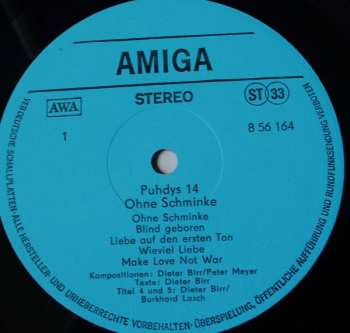 AMIGA
STEREO
AWA
ST 33
1
8 56 164
Puhdys 14
Ohne Schminke
Ohne Schminke
Blind geboren
Liebe auf den ersten Ton
Wieviel Liebe
Make Love Not War
Kompositionen: Dieter Birr/Peter Meyer
Texte: Dieter Birr
Titel 4 und 5: Dieter Birr/
Burkhard Lasch
VEB DEUTSCHE SCHALLPLATTEN·ALLE HERSTELLER- UND URHEBERRECHTE VORBEHALTEN·ÜBERSPIELUNG, ÖFFENTLICHE AUFFÜHRUNG UND RUNDFUNKSENDUNG VERBOTEN